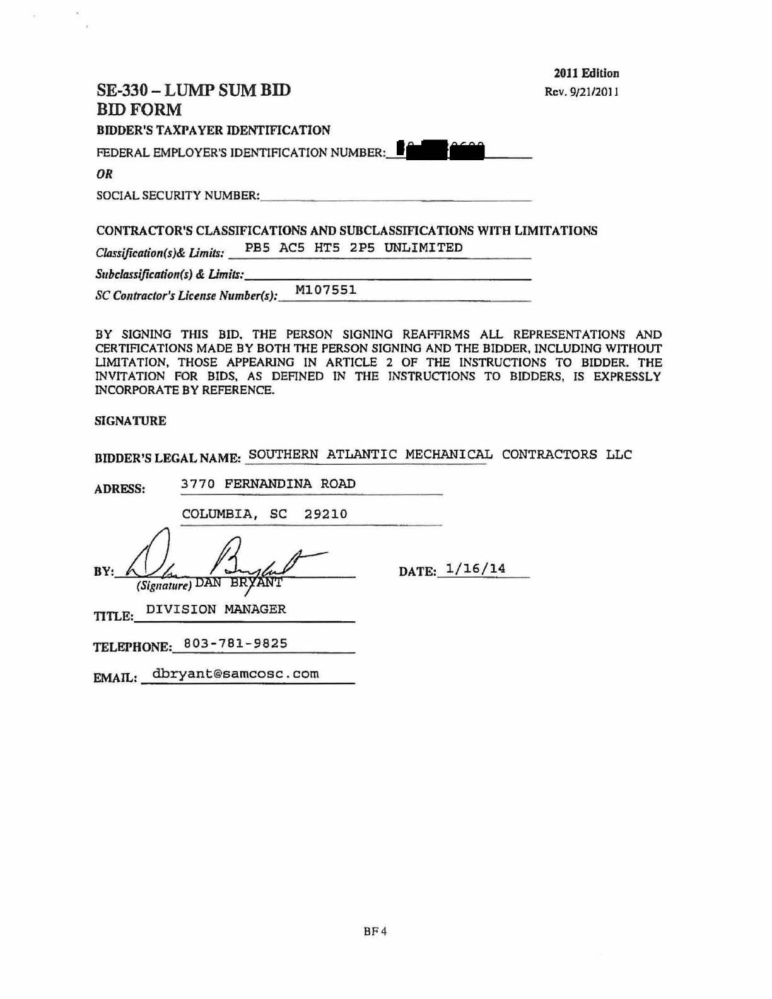 2011 Edition
SE-330 – LUMP SUM BID
Rev. 9/21/2011
BID FORM
BIDDER'S TAXPAYER IDENTIFICATION
FEDERAL EMPLOYER'S IDENTIFICATION NUMBER:
OR
SOCIAL SECURITY NUMBER:
CONTRACTOR'S CLASSIFICATIONS AND SUBCLASSIFICATIONS WITH LIMITATIONS
Classification(s)& Limits: PB5 AC5 HT5 2P5 UNLIMITED
Subclassification(s) & Limits:
SC Contractor's License Number(s): M107551
BY SIGNING THIS BID, THE PERSON SIGNING REAFFIRMS ALL REPRESENTATIONS AND
CERTIFICATIONS MADE BY BOTH THE PERSON SIGNING AND THE BIDDER, INCLUDING WITHOUT
LIMITATION, THOSE APPEARING IN ARTICLE 2 OF THE INSTRUCTIONS TO BIDDER. THE
INVITATION FOR BIDS, AS DEFINED IN THE INSTRUCTIONS TO BIDDERS, IS EXPRESSLY
INCORPORATE BY REFERENCE.
SIGNATURE
BIDDER'S LEGAL NAME: SOUTHERN ATLANTIC MECHANICAL CONTRACTORS LLC
ADRESS: 3770 FERNANDINA ROAD
COLUMBIA, SC 29210
BY: Dan Bryant DATE: 1/16/14
(Signature) DAN BRYANT
TITLE: DIVISION MANAGER
TELEPHONE: 803-781-9825
EMAIL: dbryant@samcosc.com
BF4